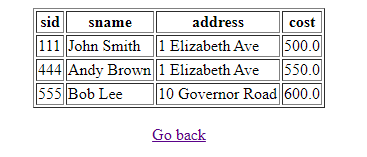 sid sname address cost
111 John Smith 1 Elizabeth Ave 500.0
444 Andy Brown 1 Elizabeth Ave 550.0
555 Bob Lee 10 Governor Road 600.0
Go back